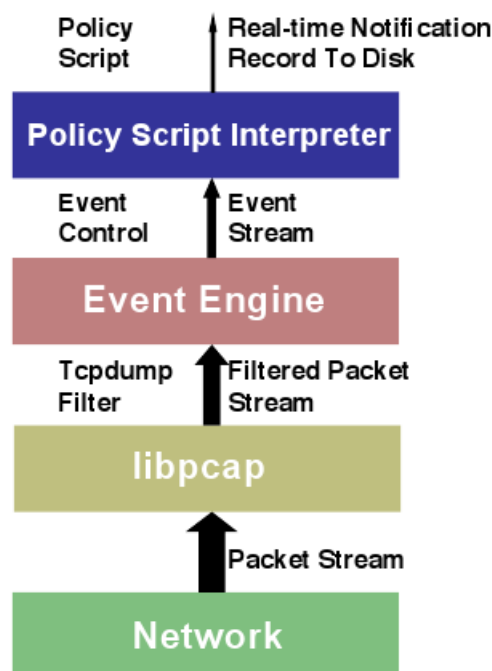 Policy
Script
Real-time Notification
Record To Disk
Policy Script Interpreter
Event
Control
Event
Stream
Event Engine
Tcpdump
Filter
Filtered Packet
Stream
libpcap
Packet Stream
Network